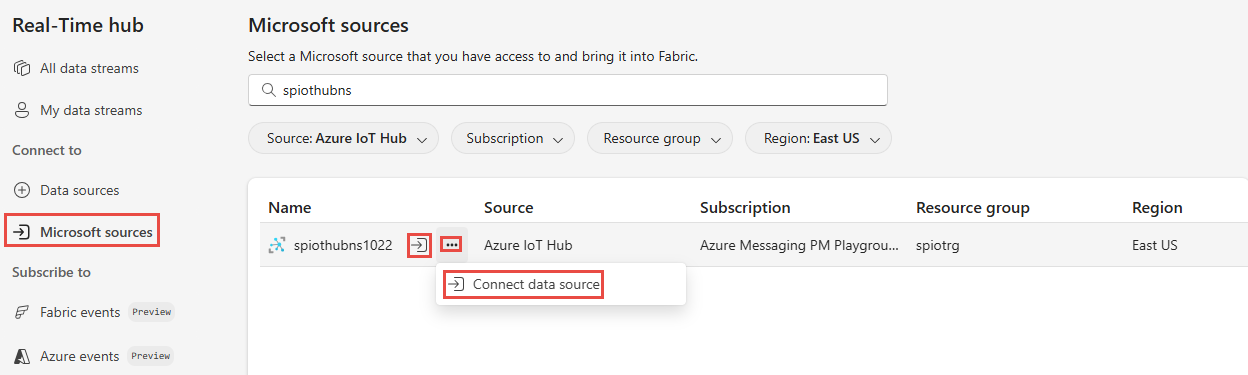 Real-Time hub
All data streams
My data streams
Connect to
Data sources
Microsoft sources
Subscribe to
Fabric events Preview
Azure events Preview
Microsoft sources
Select a Microsoft source that you have access to and bring it into Fabric.
spiothubns
Source: Azure IoT Hub Subscription Resource group Region: East US
Name Source Subscription Resource group Region
spiothubns1022 ... Azure IoT Hub Azure Messaging PM Playgrou... spiotrg East US
Connect data source